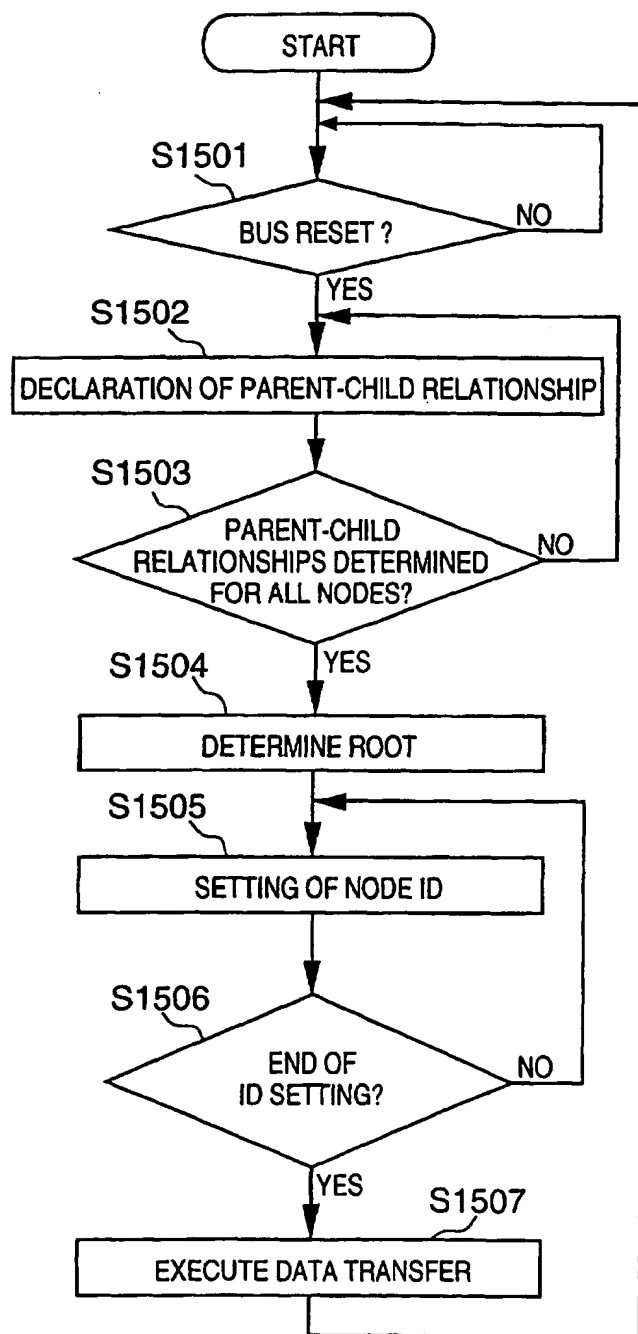 START
S1501
BUS RESET ?
NO
YES
S1502
DECLARATION OF PARENT-CHILD RELATIONSHIP
S1503
PARENT-CHILD
RELATIONSHIPS DETERMINED
FOR ALL NODES?
NO
YES
S1504
DETERMINE ROOT
S1505
SETTING OF NODE ID
S1506
END OF
ID SETTING?
NO
YES
S1507
EXECUTE DATA TRANSFER